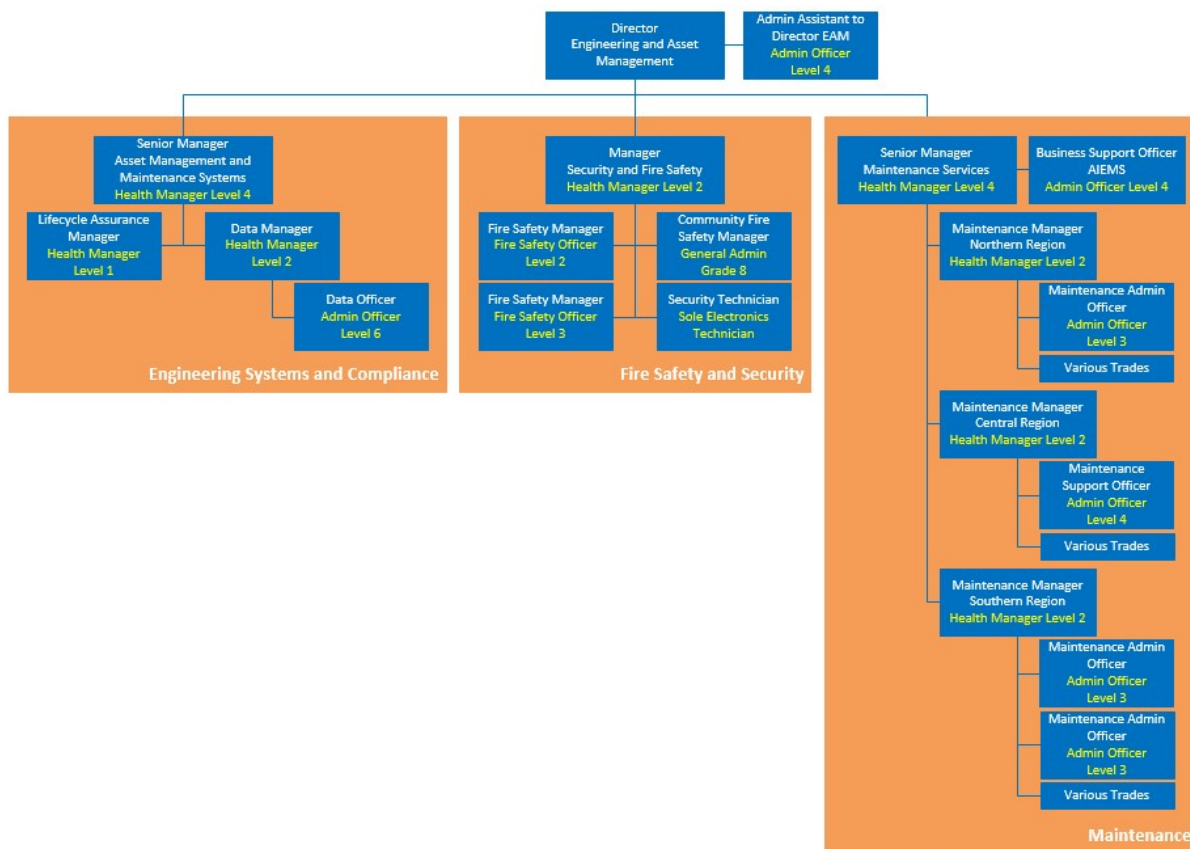 Director
Engineering and Asset
Management
Admin Assistant to
Director EAM
Admin Officer
Level 4
Senior Manager
Asset Management and
Maintenance Systems
Health Manager Level 4
Lifecycle Assurance
Manager
Health Manager
Level 1
Data Manager
Health Manager
Level 2
Data Officer
Admin Officer
Level 6
Engineering Systems and Compliance
Manager
Security and Fire Safety
Health Manager Level 2
Fire Safety Manager
Fire Safety Officer
Level 2
Community Fire
Safety Manager
General Admin
Grade 8
Fire Safety Manager
Fire Safety Officer
Level 3
Security Technician
Sole Electronics
Technician
Fire Safety and Security
Senior Manager
Maintenance Services
Health Manager Level 4
Business Support Officer
AIEMS
Admin Officer Level 4
Maintenance Manager
Northern Region
Health Manager Level 2
Maintenance Admin
Officer
Admin Officer
Level 3
Various Trades
Maintenance Manager
Central Region
Health Manager Level 2
Maintenance
Support Officer
Admin Officer
Level 4
Various Trades
Maintenance Manager
Southern Region
Health Manager Level 2
Maintenance Admin
Officer
Admin Officer
Level 3
Maintenance Admin
Officer
Admin Officer
Level 3
Various Trades
Maintenance